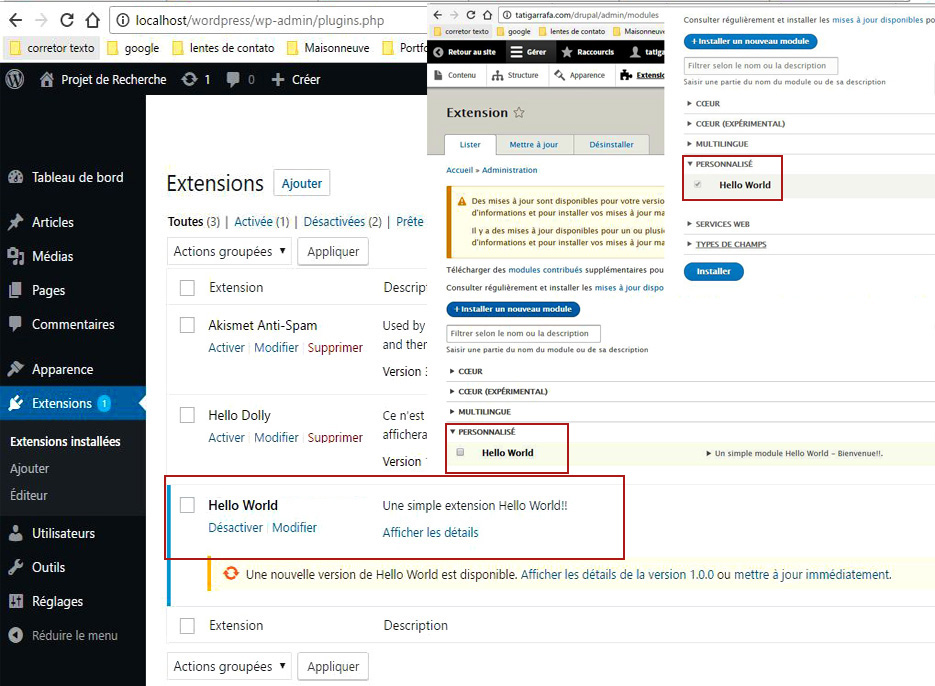 localhost/wordpress/wp-admin/plugins.php
corretor texto google lentes de contato Maisonneuve Portfo
Projet de Recherche 1 0 Créer
Tableau de bord
Articles
Médias
Pages
Commentaires
Apparence
Extensions 1
Extensions installées
Ajouter
Éditeur
Utilisateurs
Outils
Réglages
Réduire le menu
Extensions Ajouter
Toutes (3) | Activée (1) | Désactivées (2) | Prête
Actions groupées Appliquer
Extension Descript
Akismet Anti-Spam Used by
Activer | Modifier | Supprimer and then
Version 3
Hello Dolly Ce n'est
Activer | Modifier | Supprimer affichera
Version
Hello World Une simple extension Hello World!!
Désactiver | Modifier Afficher les détails
Une nouvelle version de Hello World est disponible. Afficher les détails de la version 1.0.0 ou mettre à jour immédiatement.
Extension Description
Actions groupées Appliquer
tatigarrafa.com/drupal/admin/modules
corretor texto google lentes de contato Maisonneuve
Retour au site Gérer Raccourcis tatiga
Contenu Structure Apparence Extensio
Extension
Lister Mettre à jour Désinstaller
Accueil » Administration
Des mises à jour sont disponibles pour votre versio
d'informations et pour installer vos mises à jour ma
Il y a des mises à jour disponibles pour un ou plusie
d'informations et pour installer vos mises à jour ma
Télécharger des modules contribués supplémentaires pou
Consulter régulièrement et installer les mises à jour dispo
+ Installer un nouveau module
Filtrer selon le nom ou la description
Saisir une partie du nom du module ou de sa description
CŒUR
CŒUR (EXPÉRIMENTAL)
MULTILINGUE
PERSONNALISÉ
Hello World Un simple module Hello World – Bienvenue!!.
Consulter régulièrement et installer les mises à jour disponibles po
+ Installer un nouveau module
Filtrer selon le nom ou la description
Saisir une partie du nom du module ou de sa description
CŒUR
CŒUR (EXPÉRIMENTAL)
MULTILINGUE
PERSONNALISÉ
Hello World
SERVICES WEB
TYPES DE CHAMPS
Installer